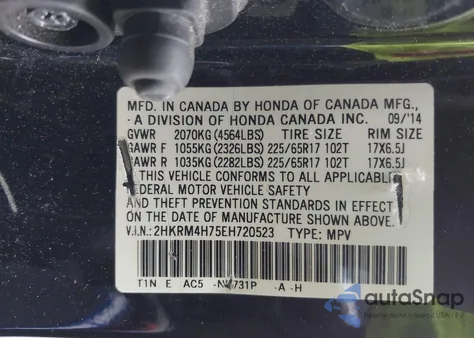 MFD. IN CANADA BY HONDA OF CANADA MFG.,
A DIVISION OF HONDA CANADA INC. 09/'14
GVWR 2070KG (4564LBS) TIRE SIZE RIM SIZE
GAWR F 1055KG (2326LBS) 225/65R17 102T 17X6.5J
GAWR R 1035KG (2282LBS) 225/65R17 102T 17X6.5J
THIS VEHICLE CONFORMS TO ALL APPLICABLE
FEDERAL MOTOR VEHICLE SAFETY
AND THEFT PREVENTION STANDARDS IN EFFECT
ON THE DATE OF MANUFACTURE SHOWN ABOVE.
V.I.N.: 2HKRM4H75EH720523 TYPE: MPV
T1N E AC5 -A -H
autoSnap